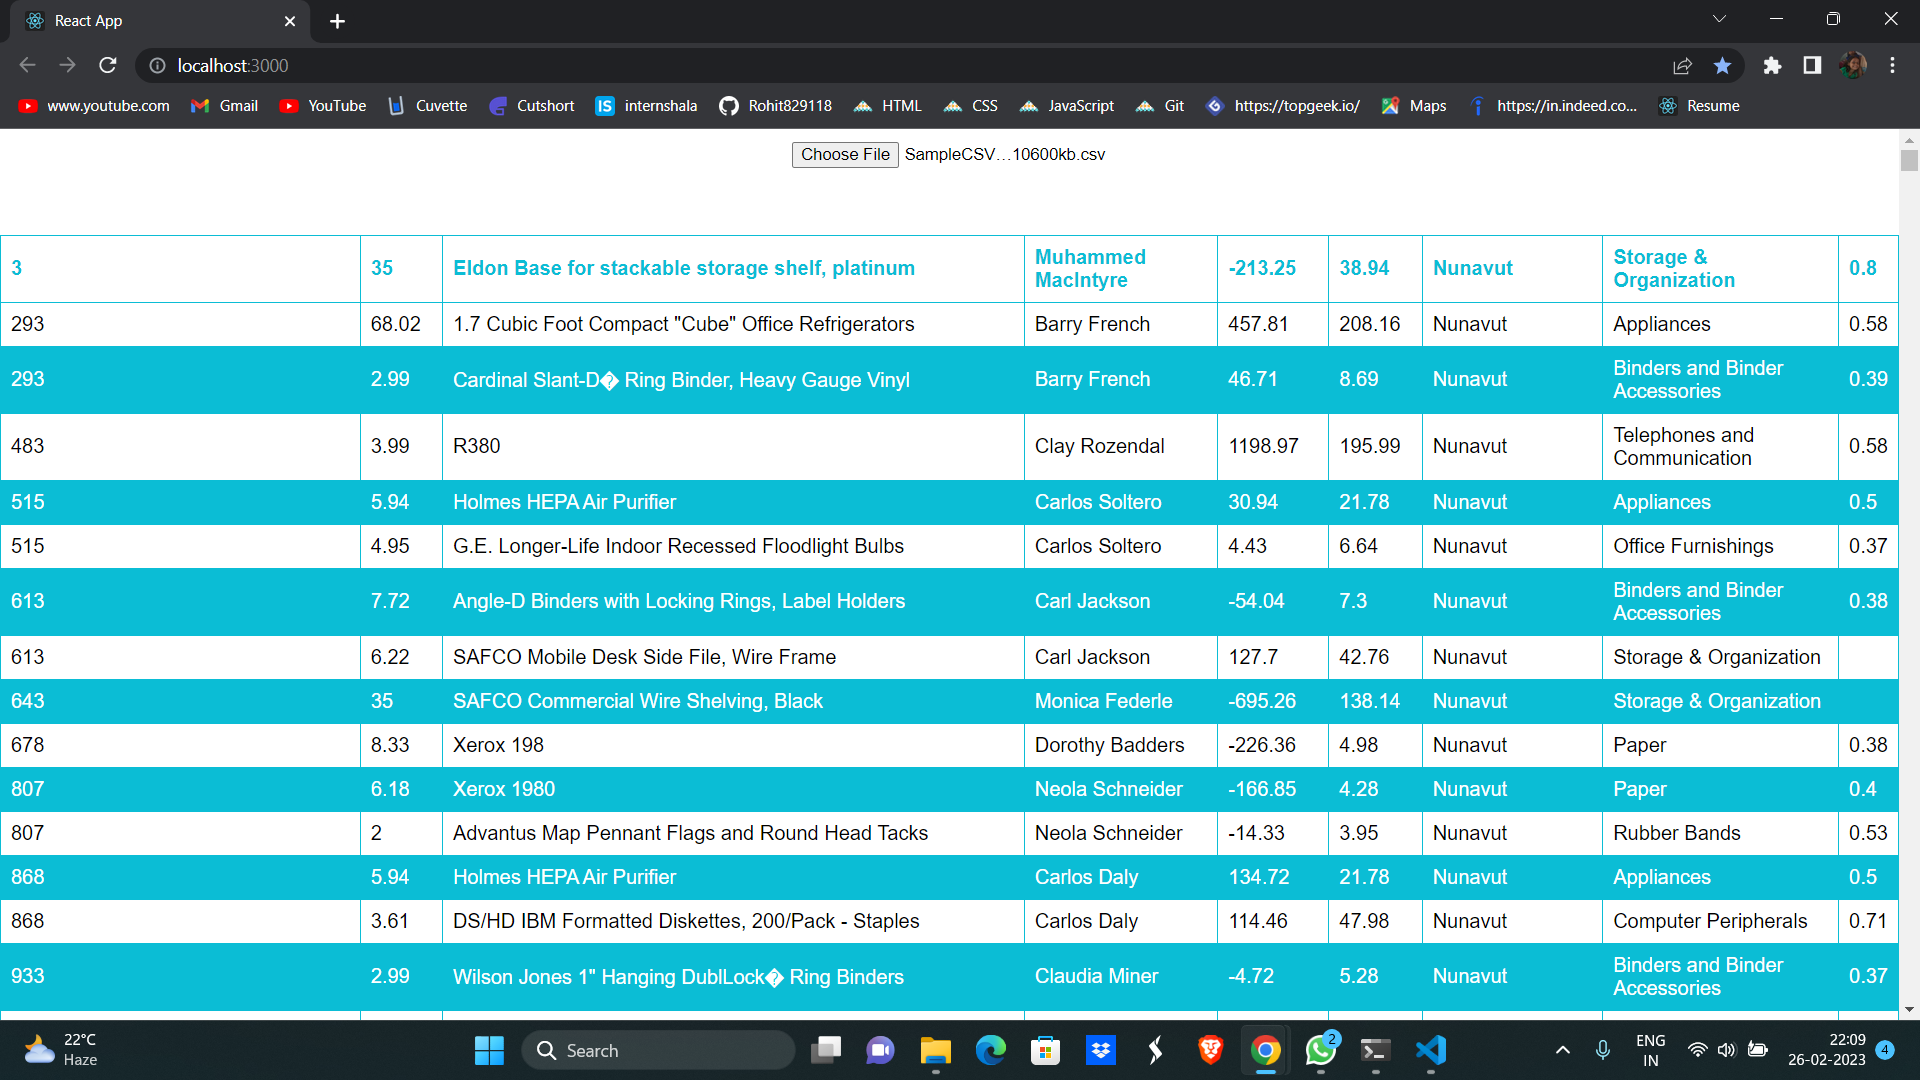 React App
localhost:3000
www.youtube.com Gmail YouTube Cuvette Cutshort IS internshala Rohit829118 HTML CSS JavaScript Git https://topgeek.io/ Maps https://in.indeed.co... Resume
Choose File SampleCSV...10600kb.csv
3 35 Eldon Base for stackable storage shelf, platinum Muhammed MacIntyre -213.25 38.94 Nunavut Storage & Organization 0.8
293 68.02 1.7 Cubic Foot Compact "Cube" Office Refrigerators Barry French 457.81 208.16 Nunavut Appliances 0.58
293 2.99 Cardinal Slant-D� Ring Binder, Heavy Gauge Vinyl Barry French 46.71 8.69 Nunavut Binders and Binder Accessories 0.39
483 3.99 R380 Clay Rozendal 1198.97 195.99 Nunavut Telephones and Communication 0.58
515 5.94 Holmes HEPA Air Purifier Carlos Soltero 30.94 21.78 Nunavut Appliances 0.5
515 4.95 G.E. Longer-Life Indoor Recessed Floodlight Bulbs Carlos Soltero 4.43 6.64 Nunavut Office Furnishings 0.37
613 7.72 Angle-D Binders with Locking Rings, Label Holders Carl Jackson -54.04 7.3 Nunavut Binders and Binder Accessories 0.38
613 6.22 SAFCO Mobile Desk Side File, Wire Frame Carl Jackson 127.7 42.76 Nunavut Storage & Organization
643 35 SAFCO Commercial Wire Shelving, Black Monica Federle -695.26 138.14 Nunavut Storage & Organization
678 8.33 Xerox 198 Dorothy Badders -226.36 4.98 Nunavut Paper 0.38
807 6.18 Xerox 1980 Neola Schneider -166.85 4.28 Nunavut Paper 0.4
807 2 Advantus Map Pennant Flags and Round Head Tacks Neola Schneider -14.33 3.95 Nunavut Rubber Bands 0.53
868 5.94 Holmes HEPA Air Purifier Carlos Daly 134.72 21.78 Nunavut Appliances 0.5
868 3.61 DS/HD IBM Formatted Diskettes, 200/Pack - Staples Carlos Daly 114.46 47.98 Nunavut Computer Peripherals 0.71
933 2.99 Wilson Jones 1" Hanging DublLock� Ring Binders Claudia Miner -4.72 5.28 Nunavut Binders and Binder Accessories 0.37
22°C
Haze
Search
2
ENG
IN
22:09
26-02-2023
4